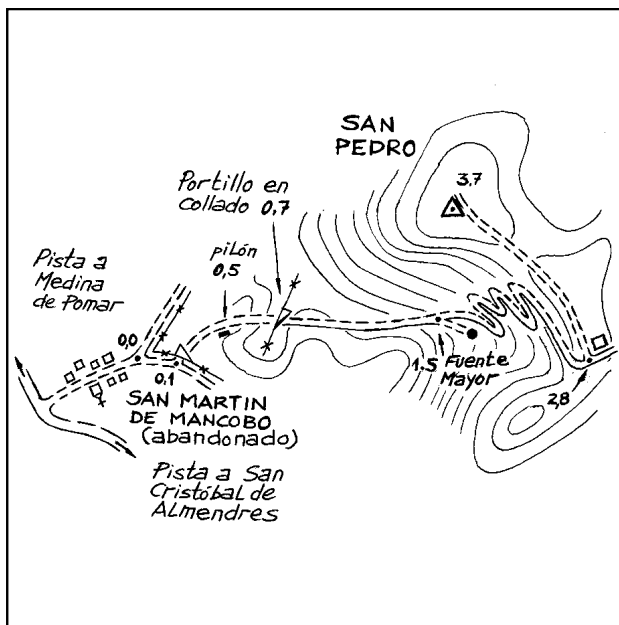 SAN
PEDRO
3,7
Portillo en
collado 0,7
piLón
0,5
Pista a
Medina
de Pomar
0,0
0,1
1.5 Fuente
Mayor
2,8
SAN MARTIN
DE MANCOBO
(abandonado)
Pista a San
Cristóbal de
ALmendres